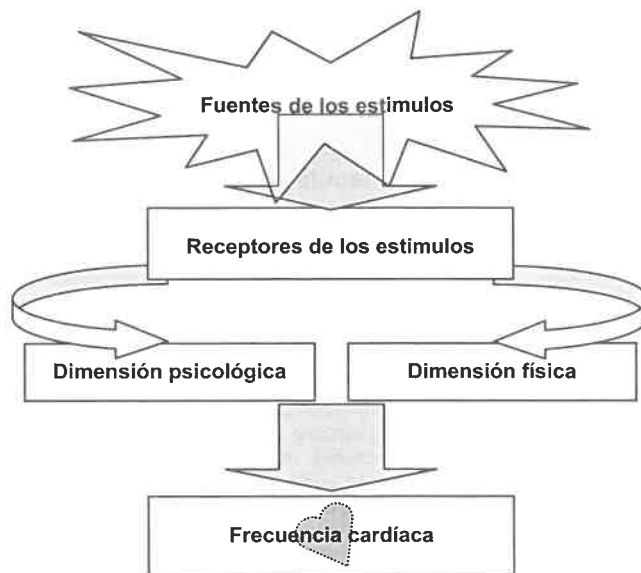 Fuentes de los estimulos
Receptores de los estimulos
Dimensión psicológica
Dimensión física
Frecuencia cardíaca